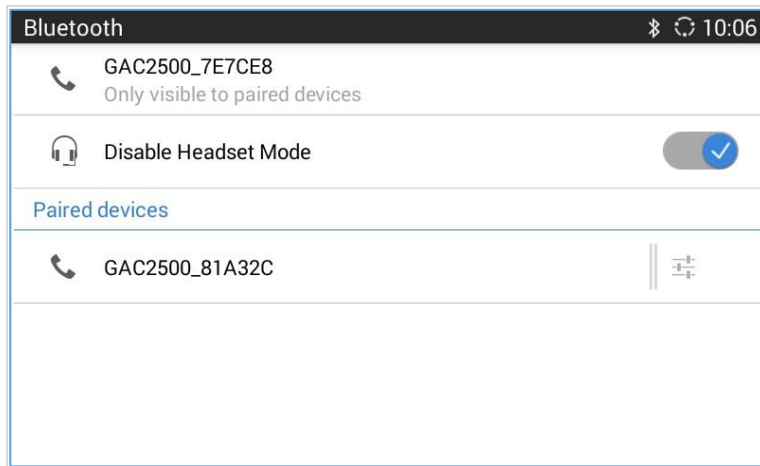 Bluetooth
10:06
GAC2500_7E7CE8
Only visible to paired devices
Disable Headset Mode
Paired devices
GAC2500_81A32C